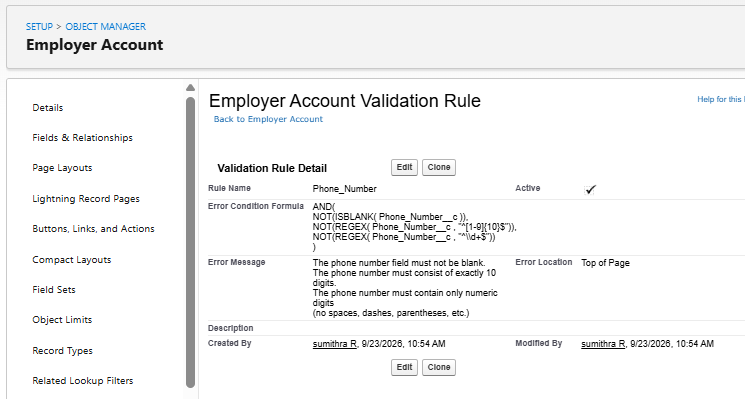 SETUP > OBJECT MANAGER
Employer Account
Details
Fields & Relationships
Page Layouts
Lightning Record Pages
Buttons, Links, and Actions
Compact Layouts
Field Sets
Object Limits
Record Types
Related Lookup Filters
Employer Account Validation Rule
Help for this
Back to Employer Account
Validation Rule Detail
Edit Clone
Rule Name Phone_Number Active
Error Condition Formula AND(
NOT(ISBLANK( Phone_Number__c )),
NOT(REGEX( Phone_Number__c , "^[1-9]{10}$")),
NOT(REGEX( Phone_Number__c , "^\\d+$"))
)
Error Message The phone number field must not be blank. Error Location Top of Page
The phone number must consist of exactly 10
digits.
The phone number must contain only numeric
digits
(no spaces, dashes, parentheses, etc.)
Description
Created By sumithra R, 9/23/2026, 10:54 AM Modified By sumithra R, 9/23/2026, 10:54 AM
Edit Clone